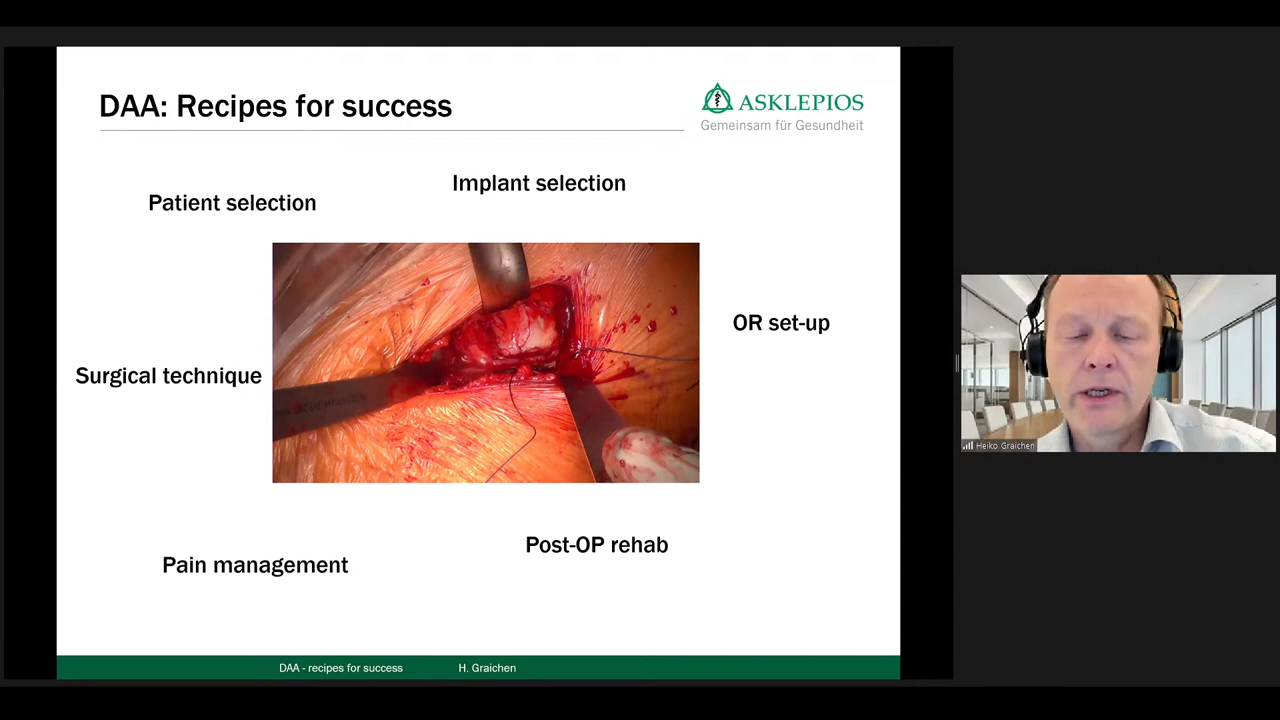 DAA: Recipes for success
ASKLEPIOS
Gemeinsam für Gesundheit
Implant selection
Patient selection
OR set-up
Surgical technique
Post-OP rehab
Pain management
DAA - recipes for success
H. Graichen
Heiko Graichen